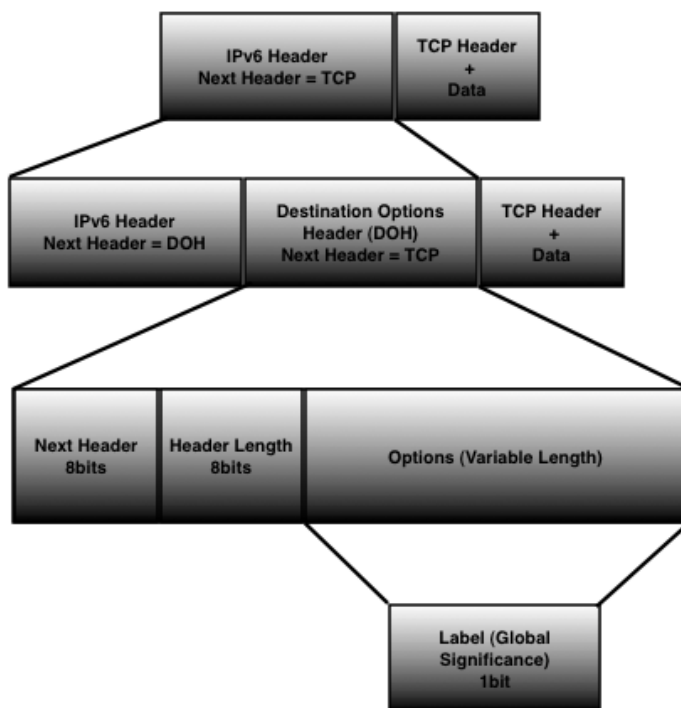 IPv6 Header
Next Header = TCP
TCP Header
+
Data
IPv6 Header
Next Header = DOH
Destination Options
Header (DOH)
Next Header = TCP
TCP Header
+
Data
Next Header
8bits
Header Length
8bits
Options (Variable Length)
Label (Global
Significance)
1bit